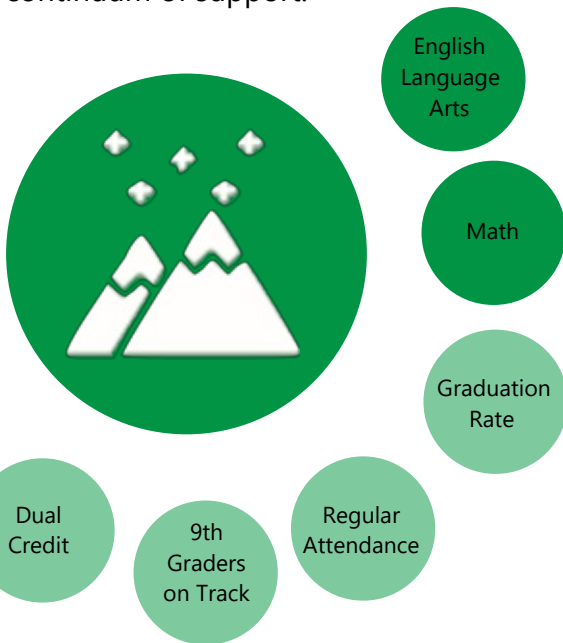 continuum of support.
English
Language
Arts
Math
Graduation
Rate
Regular
Attendance
9th
Graders
on Track
Dual
Credit